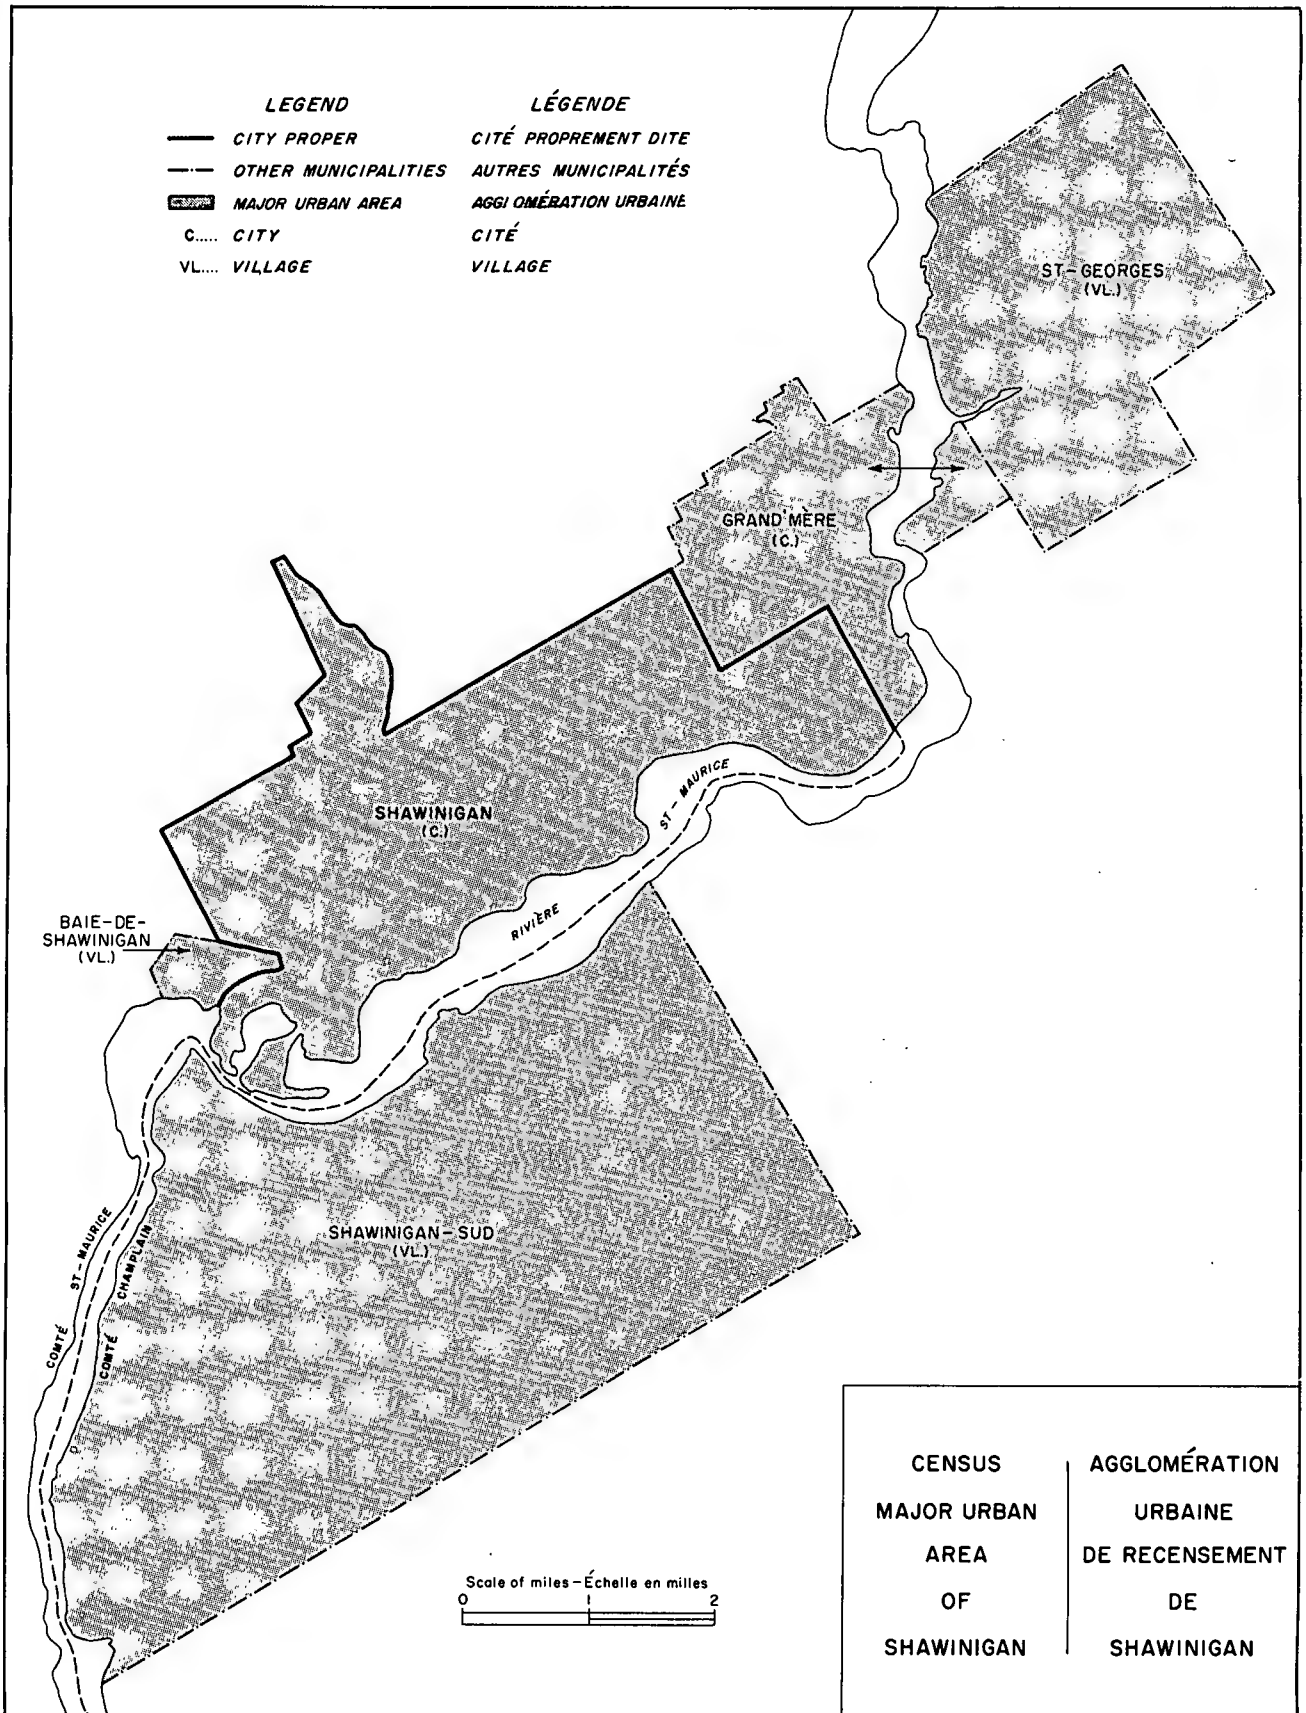 LEGEND LÉGENDE
CITY PROPER CITÉ PROPREMENT DITE
OTHER MUNICIPALITIES AUTRES MUNICIPALITÉS
MAJOR URBAN AREA AGGLOMÉRATION URBAINE
C..... CITY CITÉ
VL.... VILLAGE VILLAGE
ST-GEORGES
(VL.)
GRAND'MÈRE
(C.)
ST-MAURICE
SHAWINIGAN
(C.)
RIVIÈRE
BAIE-DE-
SHAWINIGAN
(VL.)
SHAWINIGAN-SUD
(VL.)
COMTÉ ST-MAURICE
COMTÉ CHAMPLAIN
Scale of miles-Échelle en milles
0 1 2
CENSUS
MAJOR URBAN
AREA
OF
SHAWINIGAN
AGGLOMÉRATION
URBAINE
DE RECENSEMENT
DE
SHAWINIGAN